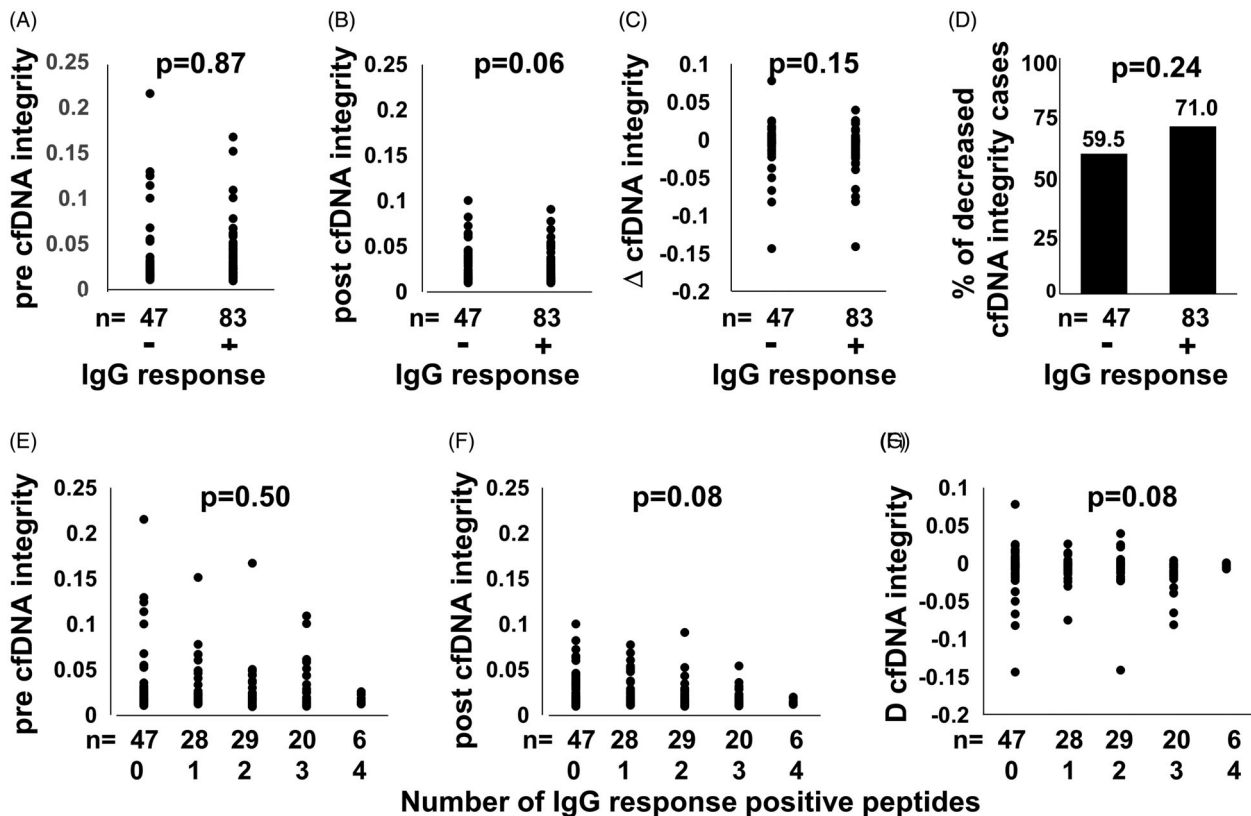 (A)
pre cfDNA integrity
p=0.87
0.25
0.2
0.15
0.1
0.05
0
n= 47 83
- +
IgG response
(B)
post cfDNA integrity
p=0.06
0.25
0.2
0.15
0.1
0.05
0
n= 47 83
- +
IgG response
(C)
Δ cfDNA integrity
p=0.15
0.1
0.05
0
-0.05
-0.1
-0.15
-0.2
n= 47 83
- +
IgG response
(D)
% of decreased
cfDNA integrity cases
p=0.24
100
75
50
25
0
59.5
71.0
n= 47 83
- +
IgG response
(E)
pre cfDNA integrity
p=0.50
0.25
0.2
0.15
0.1
0.05
0
n= 47 28 29 20 6
0 1 2 3 4
(F)
post cfDNA integrity
p=0.08
0.25
0.2
0.15
0.1
0.05
0
n= 47 28 29 20 6
0 1 2 3 4
D cfDNA integrity
p=0.08
0.1
0.05
0
-0.05
-0.1
-0.15
-0.2
n= 47 28 29 20 6
0 1 2 3 4
Number of IgG response positive peptides